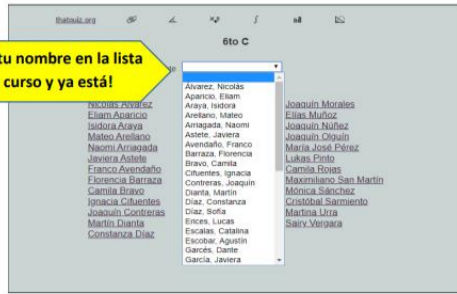 thatquiz.org
6to C
tu nombre en la lista
curso y ya está!
Álvarez, Nicolás
Aparicio, Eliam
Araya, Isidora
Arellano, Mateo
Arriagada, Naomi
Astete, Javiera
Avendaño, Franco
Barraza, Florencia
Bravo, Camila
Cifuentes, Ignacia
Contreras, Joaquín
Dianta, Martín
Díaz, Constanza
Díaz, Sofía
Erices, Lucas
Escalas, Catalina
Escobar, Agustín
Garcés, Dante
García, Javiera
Nicolás Álvarez
Eliam Aparicio
Isidora Araya
Mateo Arellano
Naomi Arriagada
Javiera Astete
Franco Avendaño
Florencia Barraza
Camila Bravo
Ignacia Cifuentes
Joaquín Contreras
Martín Dianta
Constanza Díaz
Joaquín Morales
Elías Muñoz
Joaquín Núñez
Joaquín Olguín
María José Pérez
Lukas Pinto
Camila Rojas
Maximiliano San Martín
Mónica Sánchez
Cristóbal Sarmiento
Martina Urra
Sairy Vergara